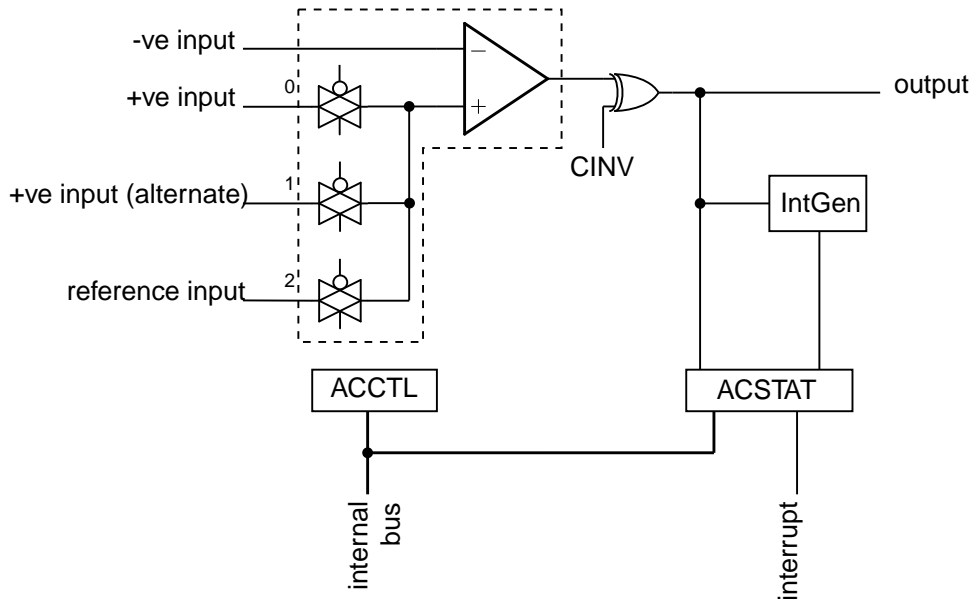 -ve input
−
output
0
+ve input
+
CINV
1
+ve input (alternate)
IntGen
2
reference input
ACCTL
ACSTAT
internal
bus
interrupt